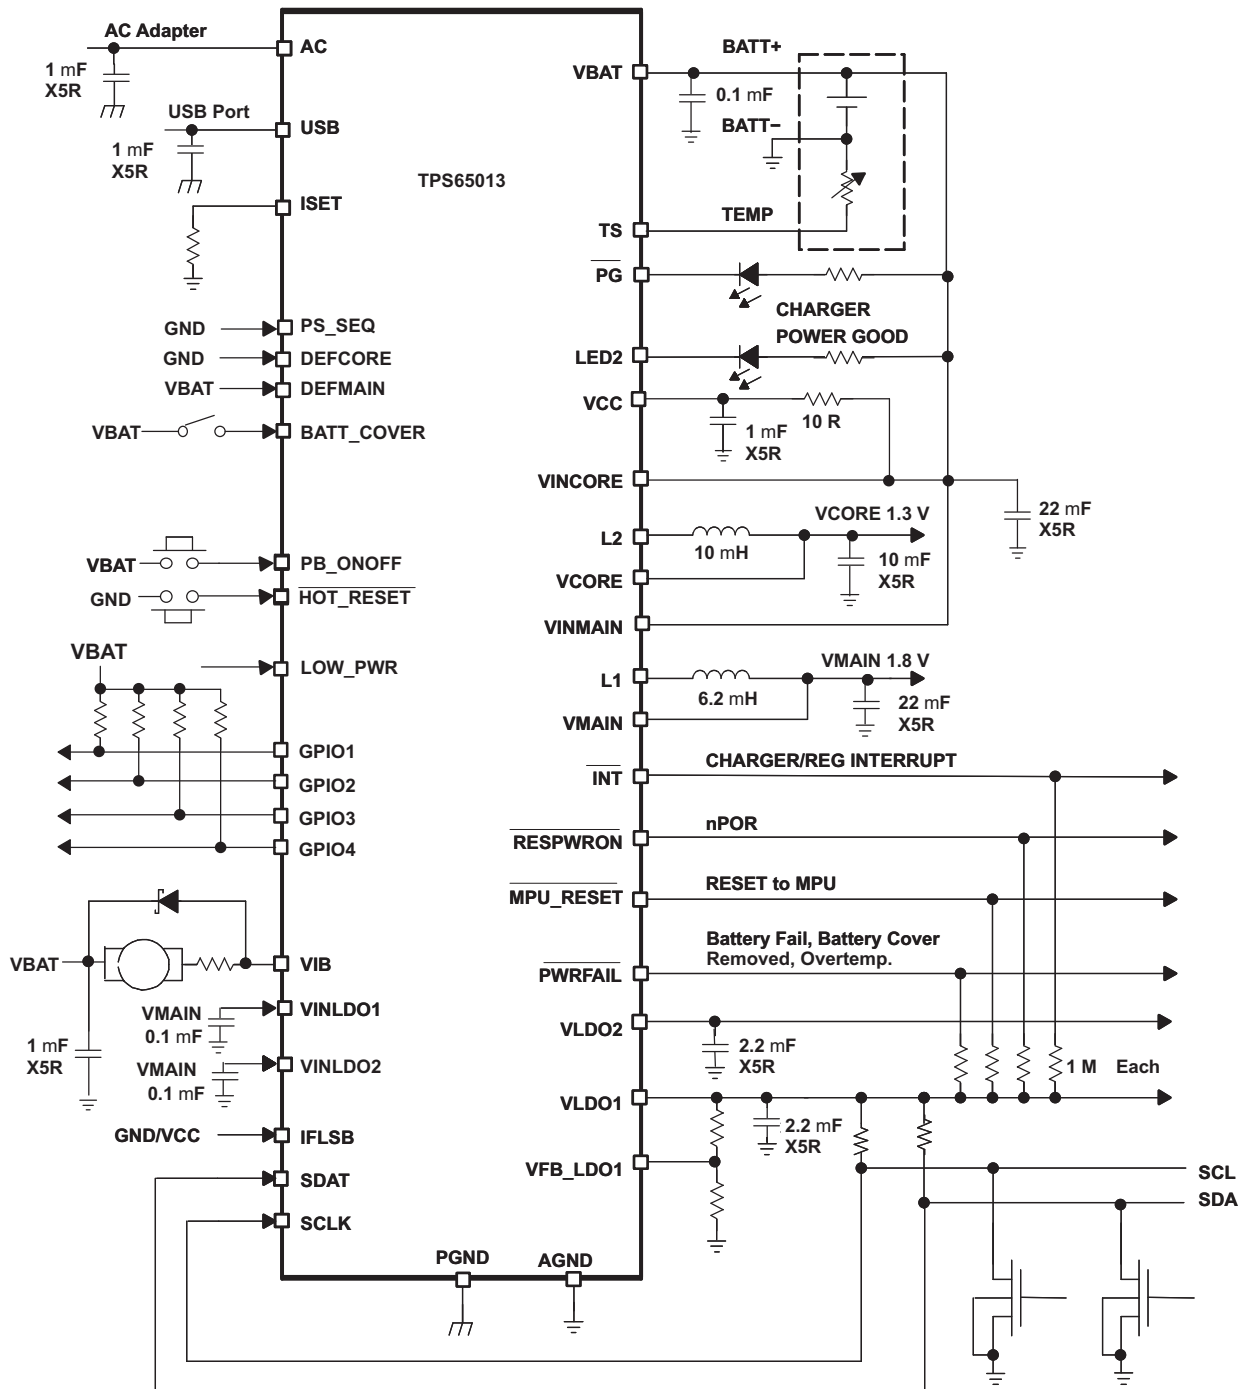 AC Adapter
AC
1 mF
X5R
USB Port
USB
1 mF
X5R
TPS65013
ISET
GND
PS_SEQ
GND
DEFCORE
VBAT
DEFMAIN
VBAT
BATT_COVER
VBAT
PB_ONOFF
GND
HOT_RESET
VBAT
LOW_PWR
GPIO1
GPIO2
GPIO3
GPIO4
VBAT
VIB
VMAIN
0.1 mF
VINLDO1
1 mF
X5R
VMAIN
0.1 mF
VINLDO2
GND/VCC
IFLSB
SDAT
SCLK
PGND
AGND
BATT+
VBAT
0.1 mF
BATT−
TEMP
TS
PG
CHARGER
POWER GOOD
LED2
VCC
10 R
1 mF
X5R
VINCORE
22 mF
X5R
VCORE 1.3 V
L2
10 mH
10 mF
X5R
VCORE
VINMAIN
VMAIN 1.8 V
L1
6.2 mH
22 mF
X5R
VMAIN
CHARGER/REG INTERRUPT
INT
nPOR
RESPWRON
RESET to MPU
MPU_RESET
Battery Fail, Battery Cover
Removed, Overtemp.
PWRFAIL
VLDO2
2.2 mF
X5R
1 M Each
VLDO1
2.2 mF
X5R
VFB_LDO1
SCL
SDA